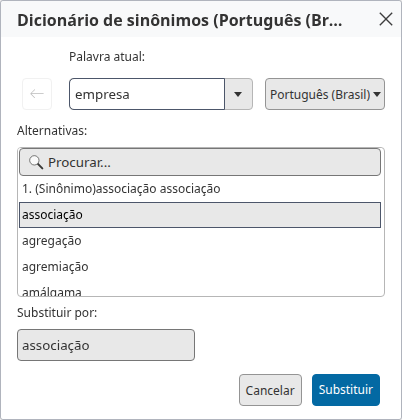 Dicionário de sinônimos (Português (Br...
Palavra atual:
empresa
Português (Brasil)
Alternativas:
Procurar...
1. (Sinônimo)associação associação
associação
agregação
agremiação
amálgama
Substituir por:
associação
Cancelar
Substituir